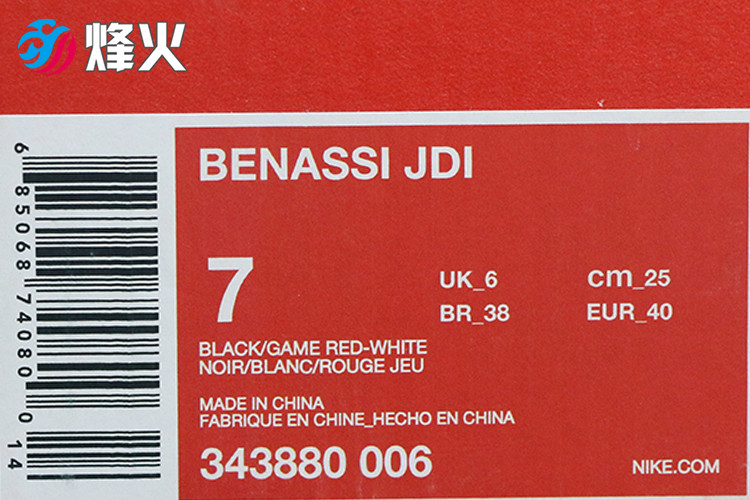 烽火
BENASSI JDI
7
UK_6
cm_25
BR_38
EUR_40
BLACK/GAME RED-WHITE
NOIR/BLANC/ROUGE JEU
MADE IN CHINA
FABRIQUE EN CHINE_HECHO EN CHINA
343880 006
NIKE.COM
6 85068 74080 0 14